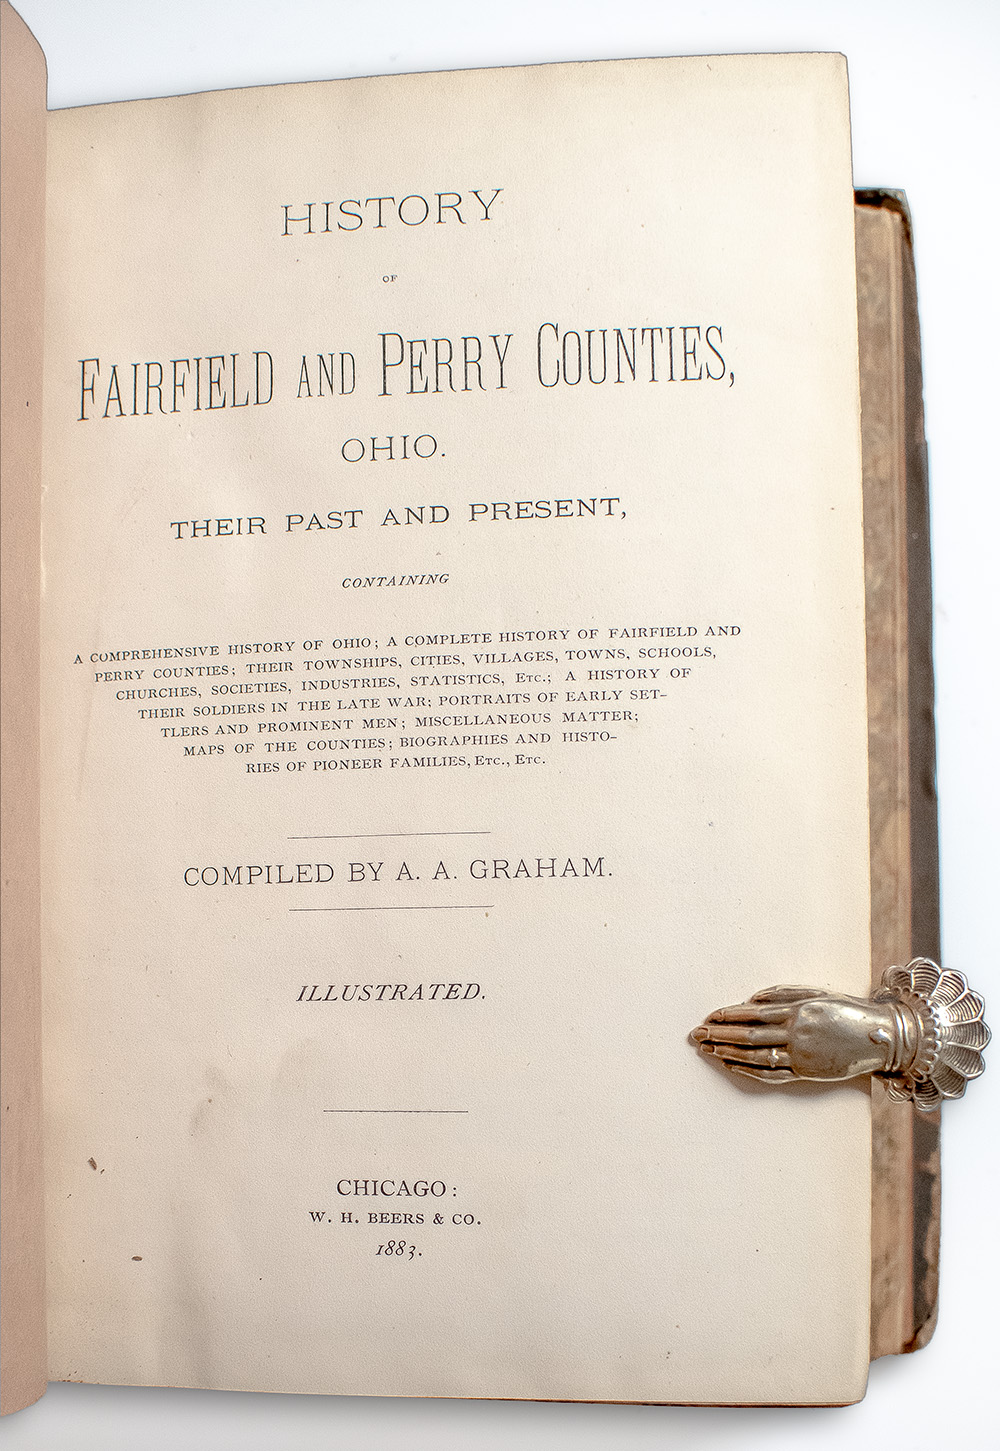 HISTORY
OF
FAIRFIELD AND PERRY COUNTIES,
OHIO.
THEIR PAST AND PRESENT,
CONTAINING
A COMPREHENSIVE HISTORY OF OHIO; A COMPLETE HISTORY OF FAIRFIELD AND
PERRY COUNTIES; THEIR TOWNSHIPS, CITIES, VILLAGES, TOWNS, SCHOOLS,
CHURCHES, SOCIETIES, INDUSTRIES, STATISTICS, ETC.; A HISTORY OF
THEIR SOLDIERS IN THE LATE WAR; PORTRAITS OF EARLY SET-
TLERS AND PROMINENT MEN; MISCELLANEOUS MATTER;
MAPS OF THE COUNTIES; BIOGRAPHIES AND HISTO-
RIES OF PIONEER FAMILIES, ETC., ETC.
COMPILED BY A. A. GRAHAM.
ILLUSTRATED.
CHICAGO:
W. H. BEERS & CO.
1883.